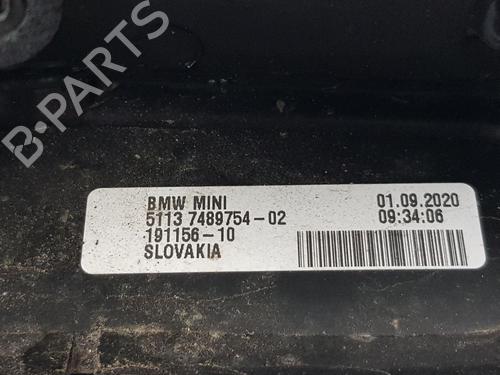 B-PARTS
BMW MINI
5113 7489754-02
191156-10
SLOVAKIA
01.09.2020
09:34:06